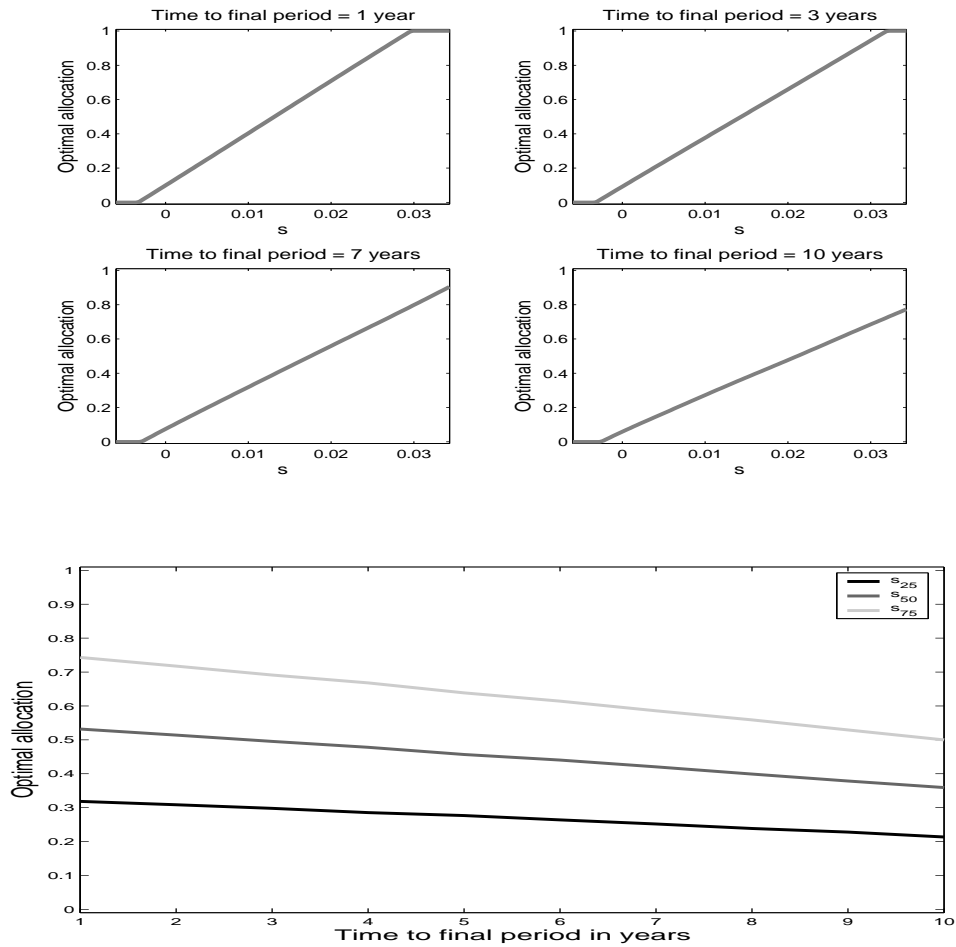 Time to final period = 1 year
1
0.8
0.6
0.4
0.2
0
Optimal allocation
0 0.01 0.02 0.03
s
Time to final period = 3 years
1
0.8
0.6
0.4
0.2
0
Optimal allocation
0 0.01 0.02 0.03
s
Time to final period = 7 years
1
0.8
0.6
0.4
0.2
0
Optimal allocation
0 0.01 0.02 0.03
s
Time to final period = 10 years
1
0.8
0.6
0.4
0.2
0
Optimal allocation
0 0.01 0.02 0.03
s
1
0.9
0.8
0.7
0.6
0.5
0.4
0.3
0.2
0.1
0
Optimal allocation
s25
s50
s75
1 2 3 4 5 6 7 8 9 10
Time to final period in years